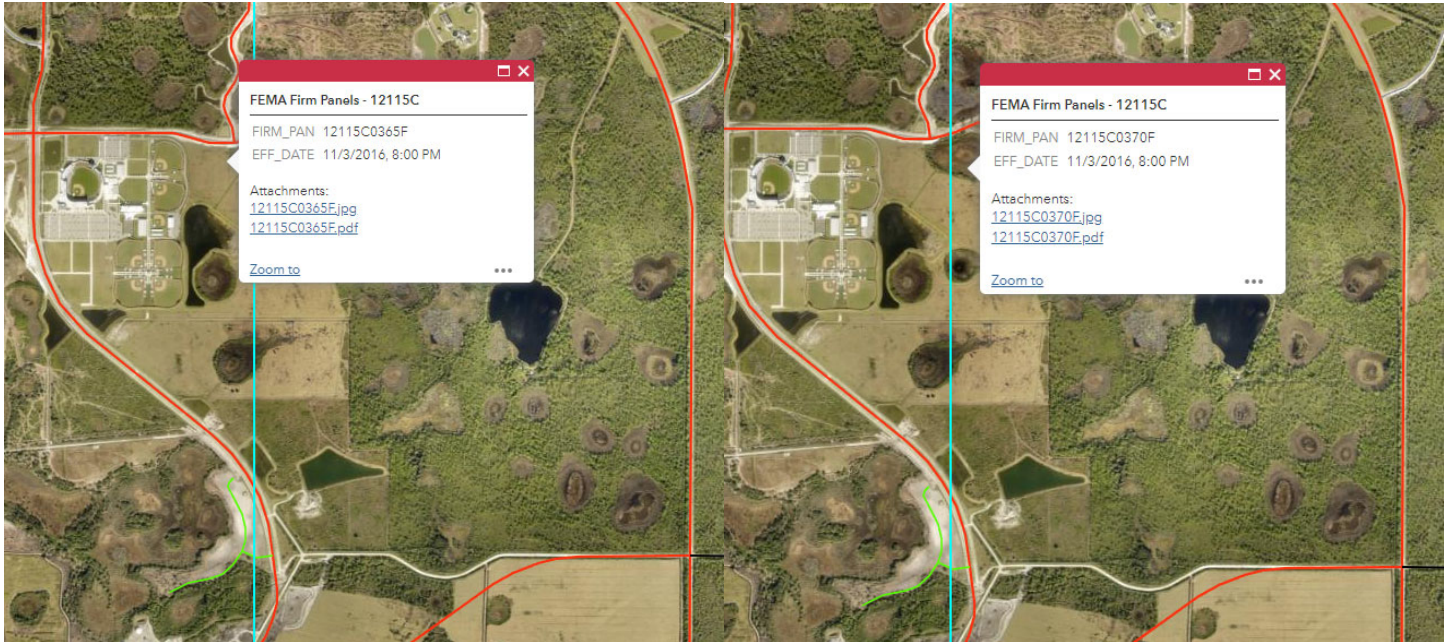 FEMA Firm Panels - 12115C
FIRM_PAN 12115C0365F
EFF_DATE 11/3/2016, 8:00 PM
Attachments:
12115C0365F.jpg
12115C0365F.pdf
Zoom to
FEMA Firm Panels - 12115C
FIRM_PAN 12115C0370F
EFF_DATE 11/3/2016, 8:00 PM
Attachments:
12115C0370F.jpg
12115C0370F.pdf
Zoom to